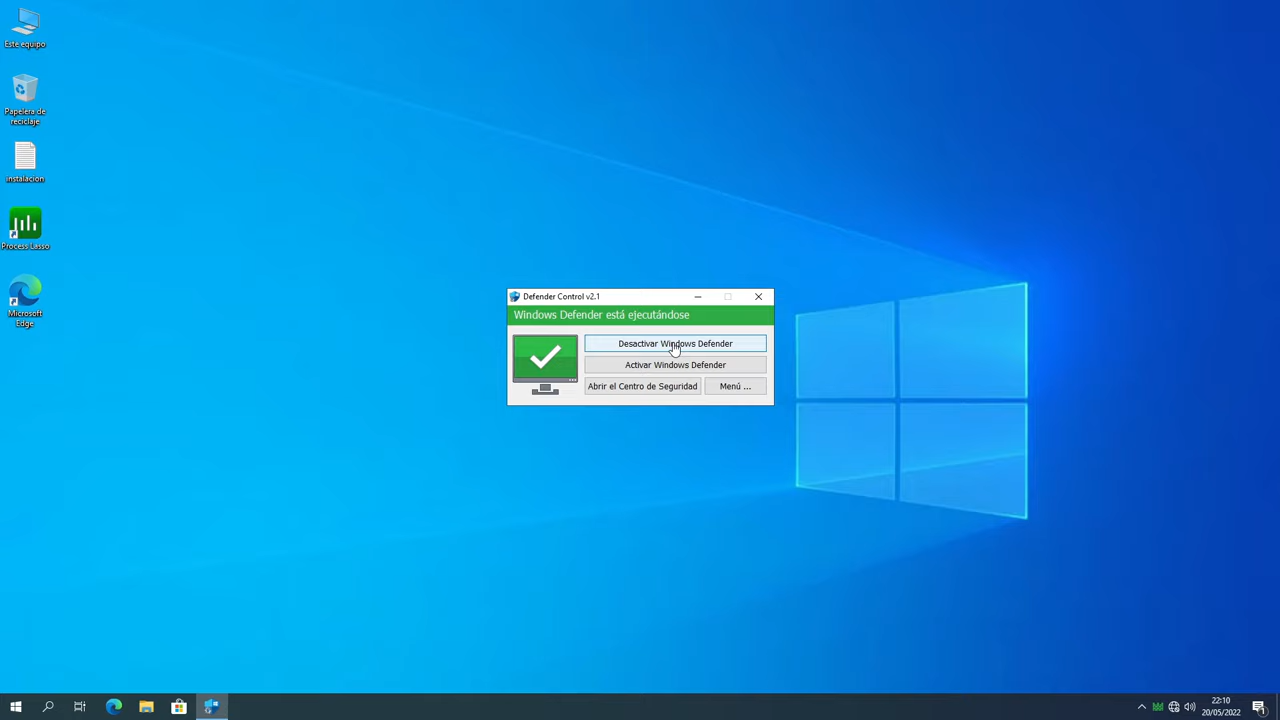 Este equipo
Papelera de
reciclaje
instalacion
Process Lasso
Microsoft
Edge
Defender Control v2.1
Windows Defender está ejecutándose
Desactivar Windows Defender
Activar Windows Defender
Abrir el Centro de Seguridad
Menú ...
22:10
20/05/2022
1